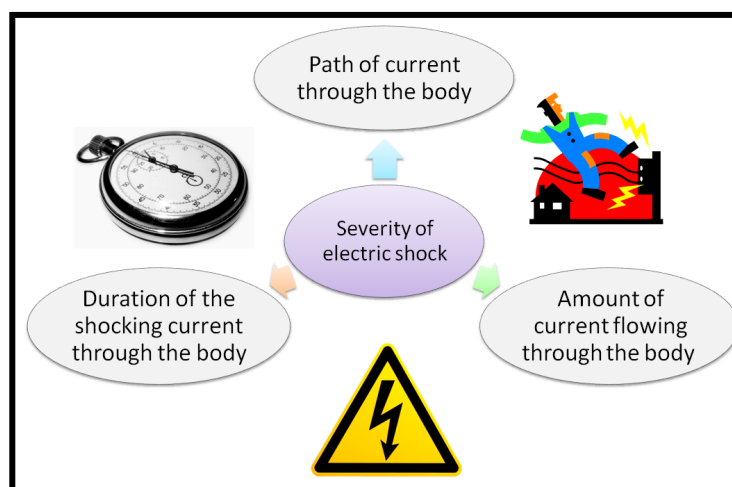 Path of current
through the body
Severity of
electric shock
Duration of the
shocking current
through the body
Amount of
current flowing
through the body